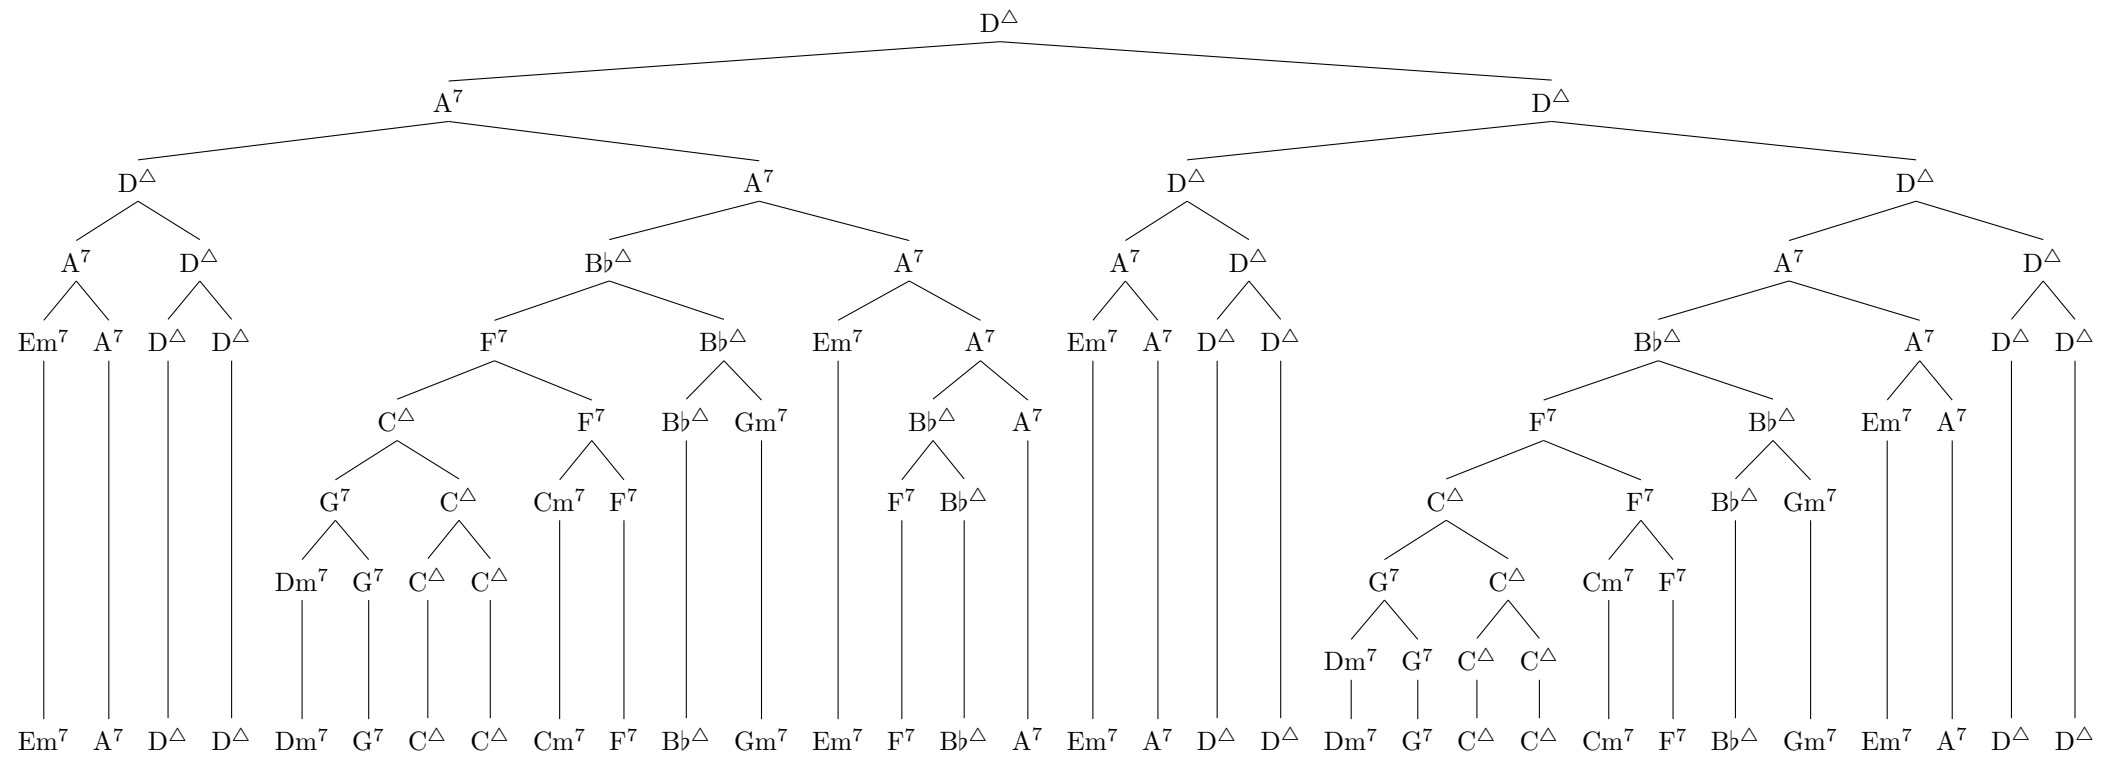 D△
A⁷ D△
D△ A⁷ D△ D△
A⁷ D△ B♭△ A⁷ A⁷ D△ A⁷ D△
Em⁷ A⁷ D△ D△ F⁷ B♭△ Em⁷ A⁷ Em⁷ A⁷ D△ D△ B♭△ A⁷ D△ D△
C△ F⁷ B♭△ Gm⁷ B♭△ A⁷ F⁷ B♭△ Em⁷ A⁷
G⁷ C△ Cm⁷ F⁷ F⁷ B♭△ C△ F⁷ B♭△ Gm⁷
Dm⁷ G⁷ C△ C△ G⁷ C△ Cm⁷ F⁷
Dm⁷ G⁷ C△ C△
Em⁷ A⁷ D△ D△ Dm⁷ G⁷ C△ C△ Cm⁷ F⁷ B♭△ Gm⁷ Em⁷ F⁷ B♭△ A⁷ Em⁷ A⁷ D△ D△ Dm⁷ G⁷ C△ C△ Cm⁷ F⁷ B♭△ Gm⁷ Em⁷ A⁷ D△ D△